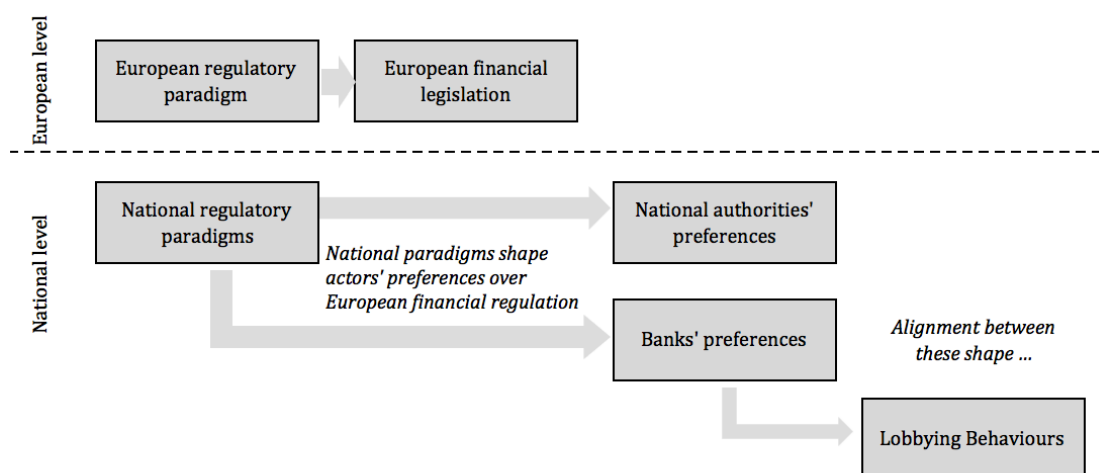 European level
European regulatory
paradigm
European financial
legislation
National level
National regulatory
paradigms
National authorities'
preferences
National paradigms shape
actors' preferences over
European financial regulation
Banks' preferences
Alignment between
these shape ...
Lobbying Behaviours